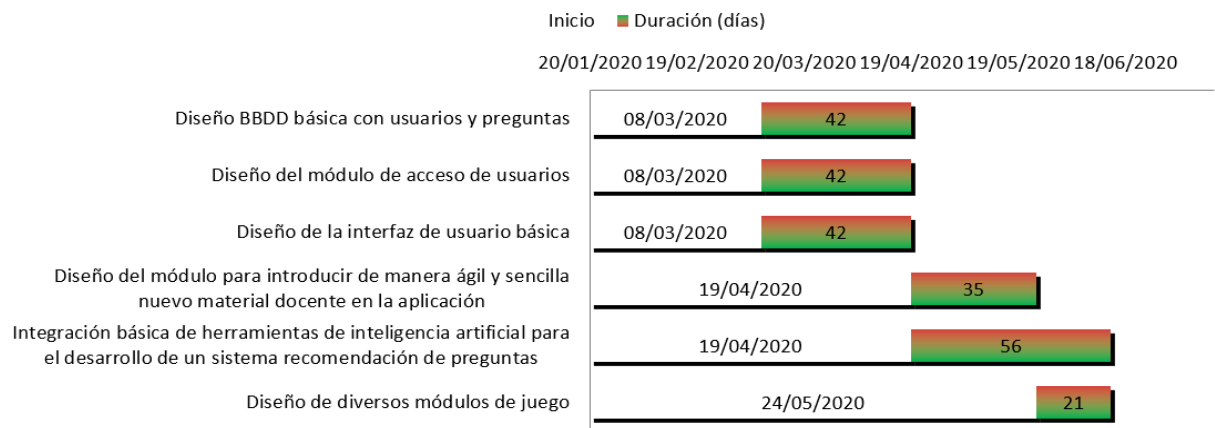 Inicio Duración (días)
20/01/2020 19/02/2020 20/03/2020 19/04/2020 19/05/2020 18/06/2020
Diseño BBDD básica con usuarios y preguntas 08/03/2020 42
Diseño del módulo de acceso de usuarios 08/03/2020 42
Diseño de la interfaz de usuario básica 08/03/2020 42
Diseño del módulo para introducir de manera ágil y sencilla
nuevo material docente en la aplicación 19/04/2020 35
Integración básica de herramientas de inteligencia artificial para
el desarrollo de un sistema recomendación de preguntas 19/04/2020 56
Diseño de diversos módulos de juego 24/05/2020 21